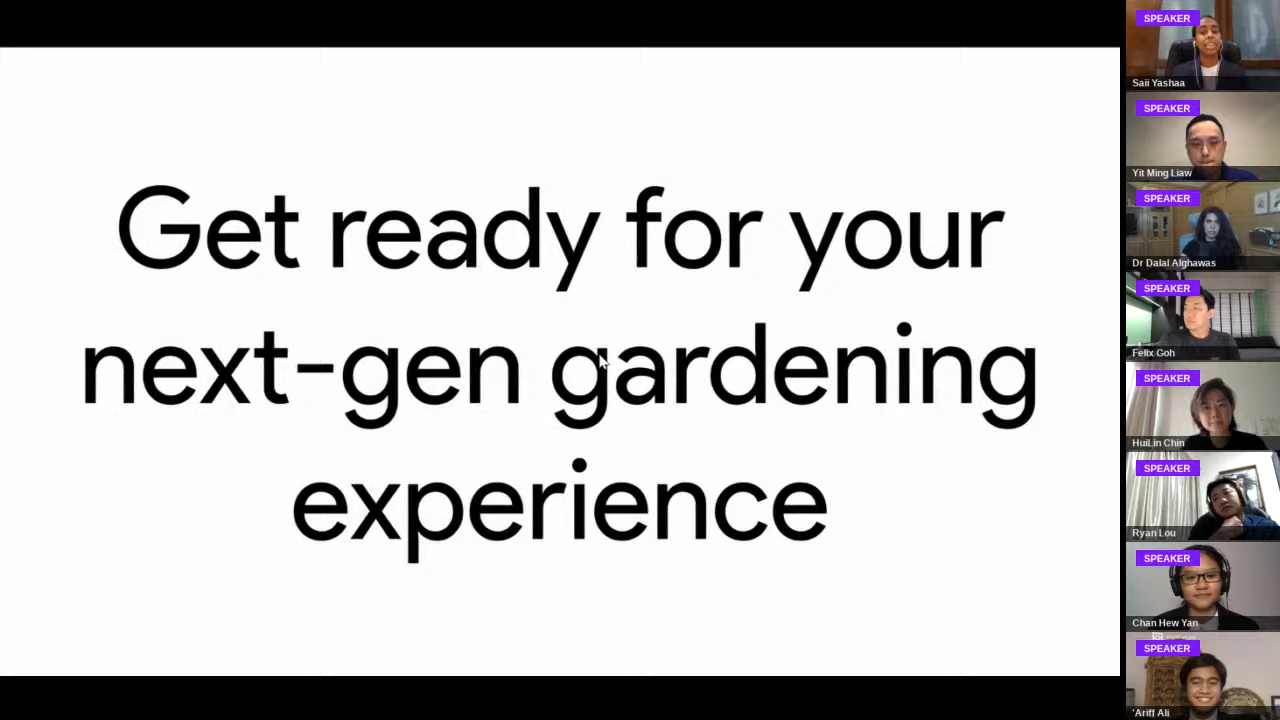 Get ready for your
next-gen gardening
experience
SPEAKER
Saii Yashaa
SPEAKER
Yit Ming Liaw
SPEAKER
Dr Dalal Alghawas
SPEAKER
Felix Goh
SPEAKER
HuiLin Chin
SPEAKER
Ryan Lou
SPEAKER
Chan Hew Yan
SPEAKER
'Ariff Ali